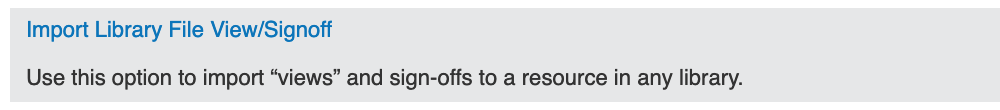 Import Library File View/Signoff
Use this option to import “views” and sign-offs to a resource in any library.